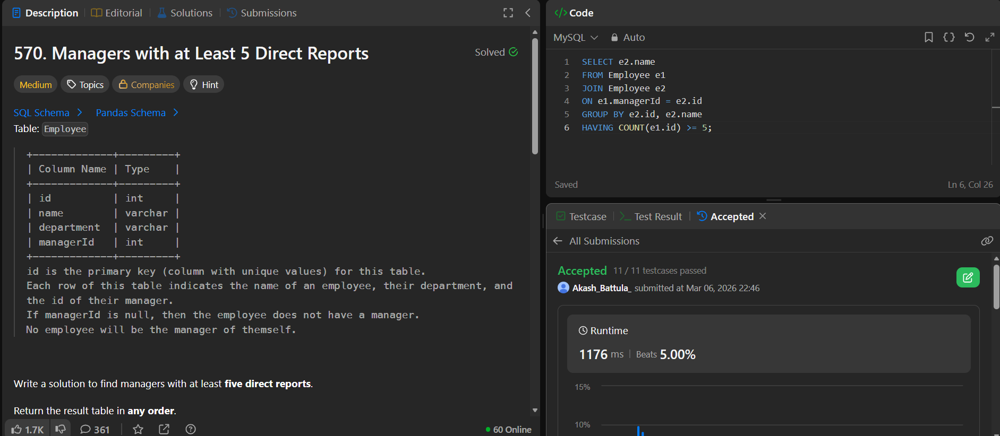 Description
Editorial
Solutions
Submissions
570. Managers with at Least 5 Direct Reports
Solved
Medium
Topics
Companies
Hint
SQL Schema
Pandas Schema
Table: Employee
+-------------+---------+
| Column Name | Type    |
+-------------+---------+
| id          | int     |
| name        | varchar |
| department  | varchar |
| managerId   | int     |
+-------------+---------+
id is the primary key (column with unique values) for this table.
Each row of this table indicates the name of an employee, their department, and
the id of their manager.
If managerId is null, then the employee does not have a manager.
No employee will be the manager of themself.
Write a solution to find managers with at least five direct reports.
Return the result table in any order.
1.7K
361
60 Online
</> Code
MySQL
Auto
1 SELECT e2.name
2 FROM Employee e1
3 JOIN Employee e2
4 ON e1.managerId = e2.id
5 GROUP BY e2.id, e2.name
6 HAVING COUNT(e1.id) >= 5;
Saved
Ln 6, Col 26
Testcase
Test Result
Accepted
All Submissions
Accepted 11 / 11 testcases passed
Akash_Battula_ submitted at Mar 06, 2026 22:46
Runtime
1176 ms | Beats 5.00%
15%
10%